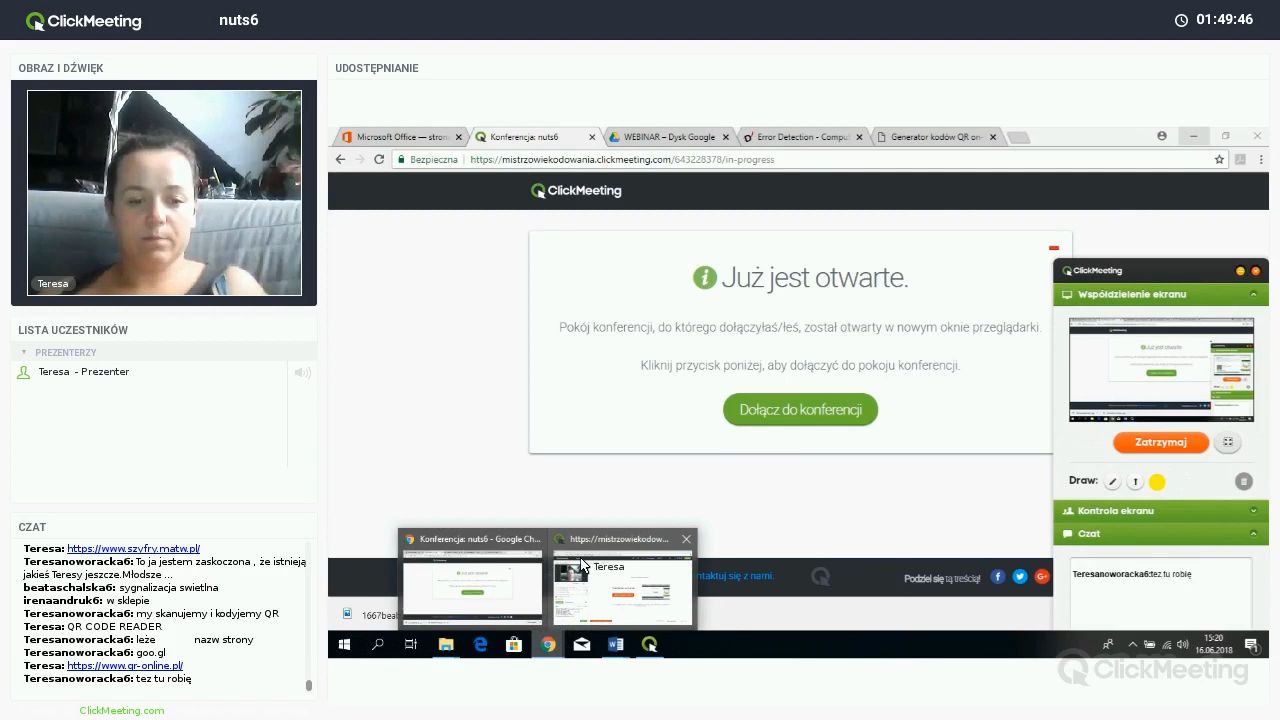 ClickMeeting
nuts6
01:49:46
OBRAZ I DŹWIĘK
UDOSTĘPNIANIE
Teresa
LISTA UCZESTNIKÓW
PREZENTERZY
Teresa - Prezenter
CZAT
Teresa: https://www.szyfry.matw.pl/
Teresanoworacka6: To ja jestem zaskoczona , że istnieją
jakieś Teresy jeszcze.Młodsze ...
beataschalska6: sygnalizacja swietlna
irenaandruk6: w sklepie
Teresanoworacka6: my skanujemy i kodyjemy QR
Teresa: QR CODE READER
Teresanoworacka6: leże nazw strony
Teresanoworacka6: goo.gl
Teresa: https://www.qr-online.pl/
Teresanoworacka6: tez tu robię
ClickMeeting.com
Microsoft Office — stron
Konferencja: nuts6
WEBINAR – Dysk Google
Error Detection - Compu
Generator kodów QR on-
Bezpieczna
https://mistrzowiekodowania.clickmeeting.com/643228378/in-progress
ClickMeeting
Już jest otwarte.
Pokój konferencji, do którego dołączyłaś/łeś, został otwarty w nowym oknie przeglądarki.
Kliknij przycisk poniżej, aby dołączyć do pokoju konferencji.
Dołącz do konferencji
ClickMeeting
Współdzielenie ekranu
Zatrzymaj
Draw:
Kontrola ekranu
Czat
Teresanoworacka6:tez tu robię
Konferencja: nuts6 - Google Ch...
https://mistrzowiekodow...
Teresa
ntaktuj się z nami.
Podziel się tą treścią!
1667beal
15:20
16.06.2018
ClickMeeting